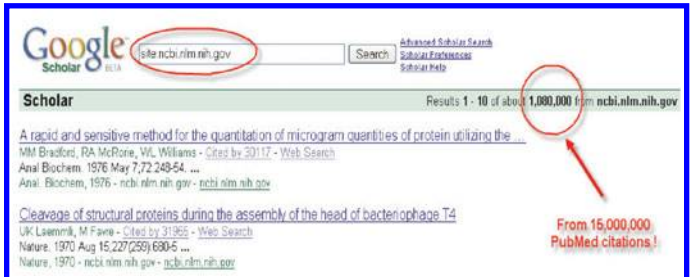 Google
Scholar BETA
site:ncbi.nlm.nih.gov
Search
Advanced Scholar Search
Scholar Preferences
Scholar Help
Scholar Results 1 - 10 of about 1,080,000 from ncbi.nlm.nih.gov
A rapid and sensitive method for the quantitation of microgram quantities of protein utilizing the ...
MM Bradford, RA McRorie, WL Williams - Cited by 30117 - Web Search
Anal Biochem. 1976 May 7;72:248-54. ...
Anal. Biochem, 1976 - ncbi.nlm.nih.gov - ncbi.nlm.nih.gov
Cleavage of structural proteins during the assembly of the head of bacteriophage T4
UK Laemmli, M Favre - Cited by 31965 - Web Search
Nature. 1970 Aug 15;227(259):680-5 ...
Nature, 1970 - ncbi.nlm.nih.gov - ncbi.nlm.nih.gov
From 15,000,000
PubMed citations !